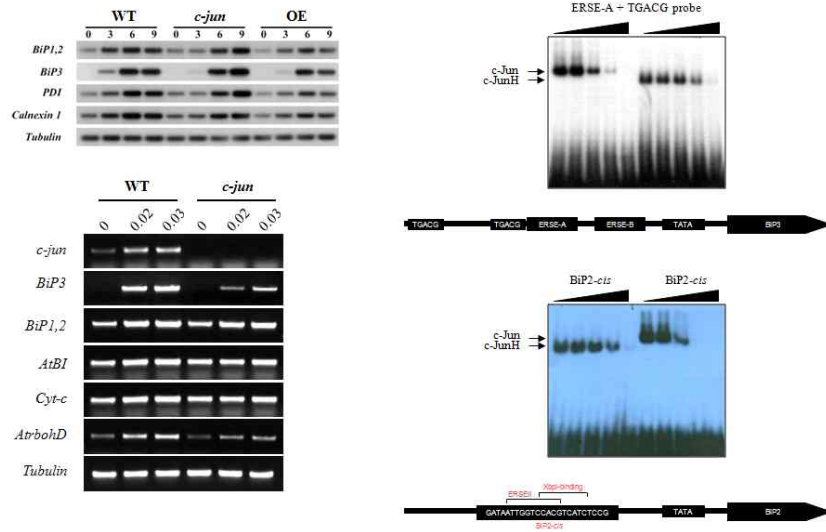 WT c-jun OE
0 3 6 9 0 3 6 9 0 3 6 9
BiP1,2
BiP3
PDI
Calnexin 1
Tubulin
WT c-jun
0 0.02 0.03 0 0.02 0.03
c-jun
BiP3
BiP1,2
AtBI
Cyt-c
AtrbohD
Tubulin
ERSE-A + TGACG probe
c-Jun
c-JunH
TGACG TGACG ERSE-A ERSE-B TATA BiP3
BiP2-cis BiP2-cis
c-Jun
c-JunH
Xbp-binding
ERSEII
GATAATTGGTCCACGTCATCTCCG TATA BiP2
BiP2-cis